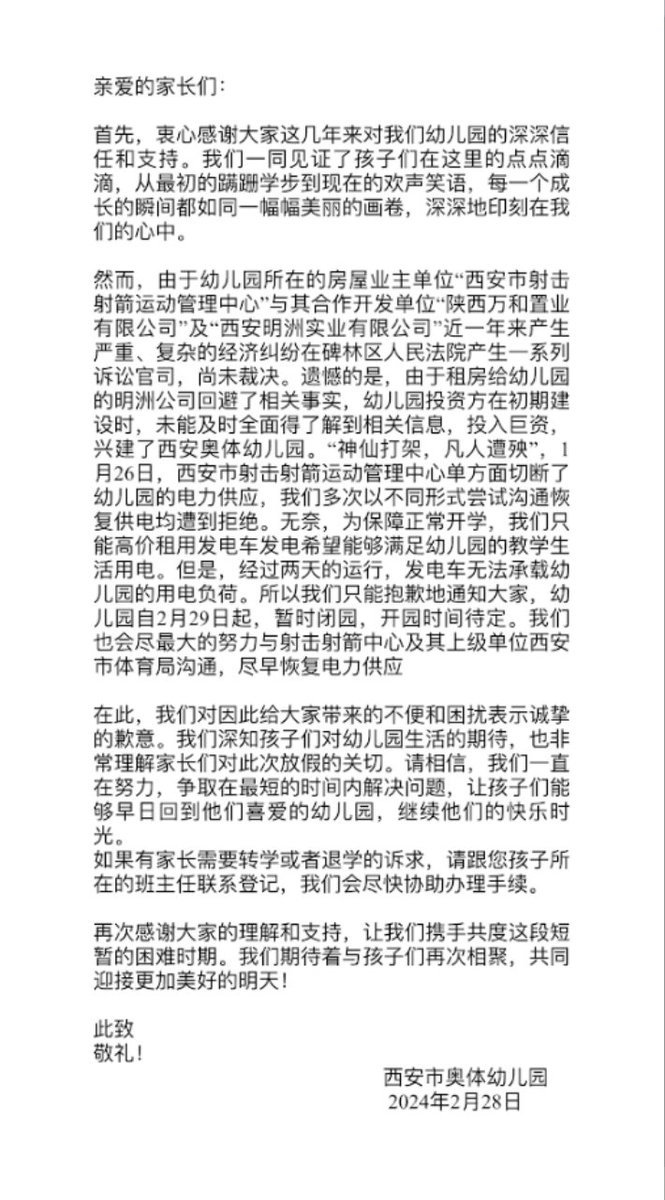 亲爱的家长们：
首先，衷心感谢大家这几年来对我们幼儿园的深深信
任和支持。我们一同见证了孩子们在这里的点点滴
滴，从最初的蹒跚学步到现在的欢声笑语，每一个成
长的瞬间都如同一幅幅美丽的画卷，深深地印刻在我
们的心中。
然而，由于幼儿园所在的房屋业主单位“西安市射击
射箭运动管理中心”与其合作开发单位“陕西万和置业
有限公司”及“西安明洲实业有限公司”近一年来产生
严重、复杂的经济纠纷在碑林区人民法院产生一系列
诉讼官司，尚未裁决。遗憾的是，由于租房给幼儿园
的明洲公司回避了相关事实，幼儿园投资方在初期建
设时，未能及时全面得了解到相关信息，投入巨资，
兴建了西安奥体幼儿园。“神仙打架，凡人遭殃”，1
月26日，西安市射击射箭运动管理中心单方面切断了
幼儿园的电力供应，我们多次以不同形式尝试沟通恢
复供电均遭到拒绝。无奈，为保障正常开学，我们只
能高价租用发电车发电希望能够满足幼儿园的教学生
活用电。但是，经过两天的运行，发电车无法承载幼
儿园的用电负荷。所以我们只能抱歉地通知大家，幼
儿园自2月29日起，暂时闭园，开园时间待定。我们
也会尽最大的努力与射击射箭中心及其上级单位西安
市体育局沟通，尽早恢复电力供应
在此，我们对因此给大家带来的不便和困扰表示诚挚
的歉意。我们深知孩子们对幼儿园生活的期待，也非
常理解家长们对此次放假的关切。请相信，我们一直
在努力，争取在最短的时间内解决问题，让孩子们能
够早日回到他们喜爱的幼儿园，继续他们的快乐时
光。
如果有家长需要转学或者退学的诉求，请跟您孩子所
在的班主任联系登记，我们会尽快协助办理手续。
再次感谢大家的理解和支持，让我们携手共度这段短
暂的困难时期。我们期待着与孩子们再次相聚，共同
迎接更加美好的明天！
此致
敬礼！
西安市奥体幼儿园
2024年2月28日